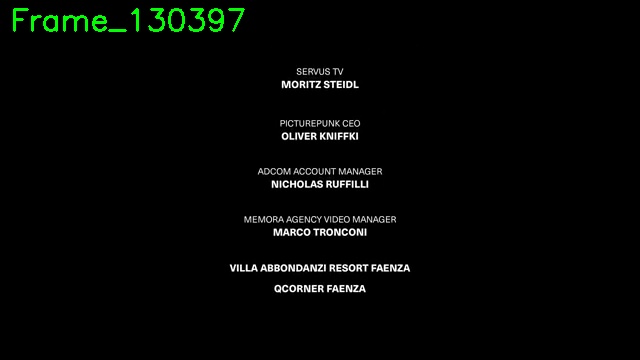 Frame_130397
SERVUS TV
MORITZ STEIDL
PICTUREPUNK CEO
OLIVER KNIFFKI
ADCOM ACCOUNT MANAGER
NICHOLAS RUFFILLI
MEMORA AGENCY VIDEO MANAGER
MARCO TRONCONI
VILLA ABBONDANZI RESORT FAENZA
QCORNER FAENZA